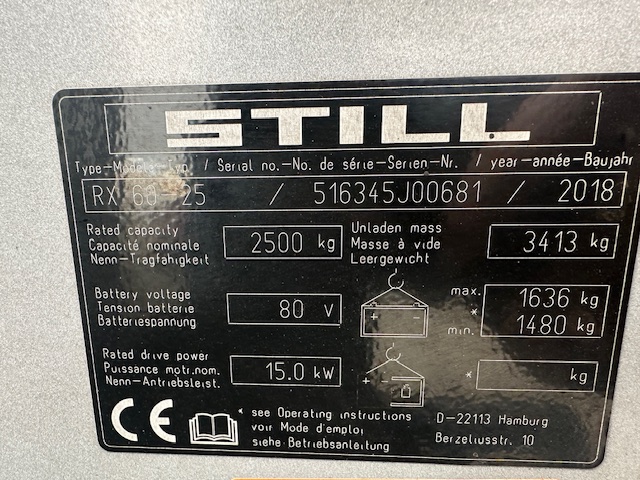 STILL
Type-Modèle-Typ / Serial no.-No. de série-Serien-Nr. / year-année-Baujahr
RX 60-25 / 516345J00681 / 2018
Rated capacity
Capacité nominale
Nenn-Tragfähigkeit
2500 kg
Unladen mass
Masse à vide
Leergewicht
3413 kg
Battery voltage
Tension batterie
Batteriespannung
80 V
+ -
max. 1636 kg
*
min. 1480 kg
Rated drive power
Puissance motr.nom.
Nenn-Antriebsleist.
15.0 kW
+ -
* kg
CE
* see Operating instructions
voir Mode d'emploi
siehe Betriebsanleitung
D-22113 Hamburg
Berzeliusstr. 10